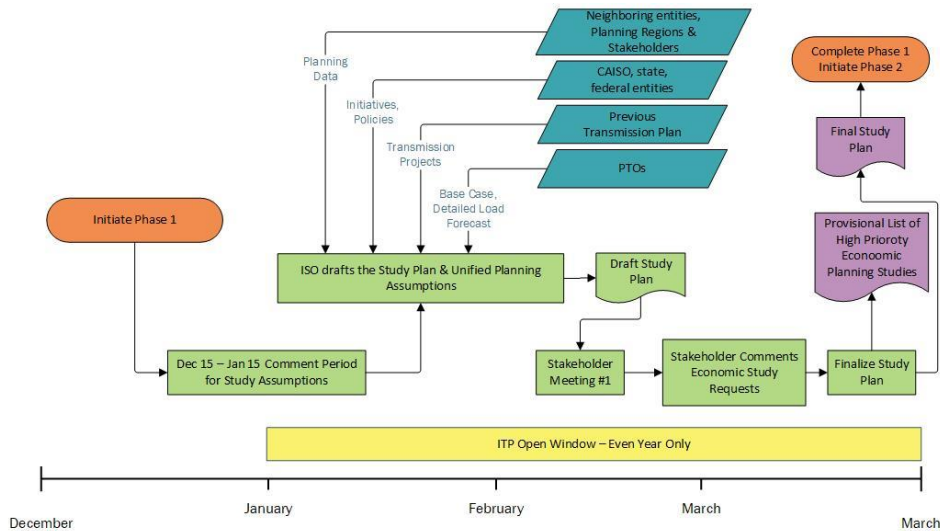 Neighboring entities,
Planning Regions &
Stakeholders
Planning
Data
CAISO, state,
federal entities
Initiatives,
Policies
Previous
Transmission Plan
Transmission
Projects
PTOs
Base Case,
Detailed Load
Forecast
Complete Phase 1
Initiate Phase 2
Final Study
Plan
Provisional List of
High Prioroty
Econoomic
Planning Studies
Initiate Phase 1
ISO drafts the Study Plan & Unified Planning
Assumptions
Draft Study
Plan
Dec 15 – Jan 15 Comment Period
for Study Assumptions
Stakeholder
Meeting #1
Stakeholder Comments
Economic Study
Requests
Finalize Study
Plan
ITP Open Window – Even Year Only
December
January
February
March
March